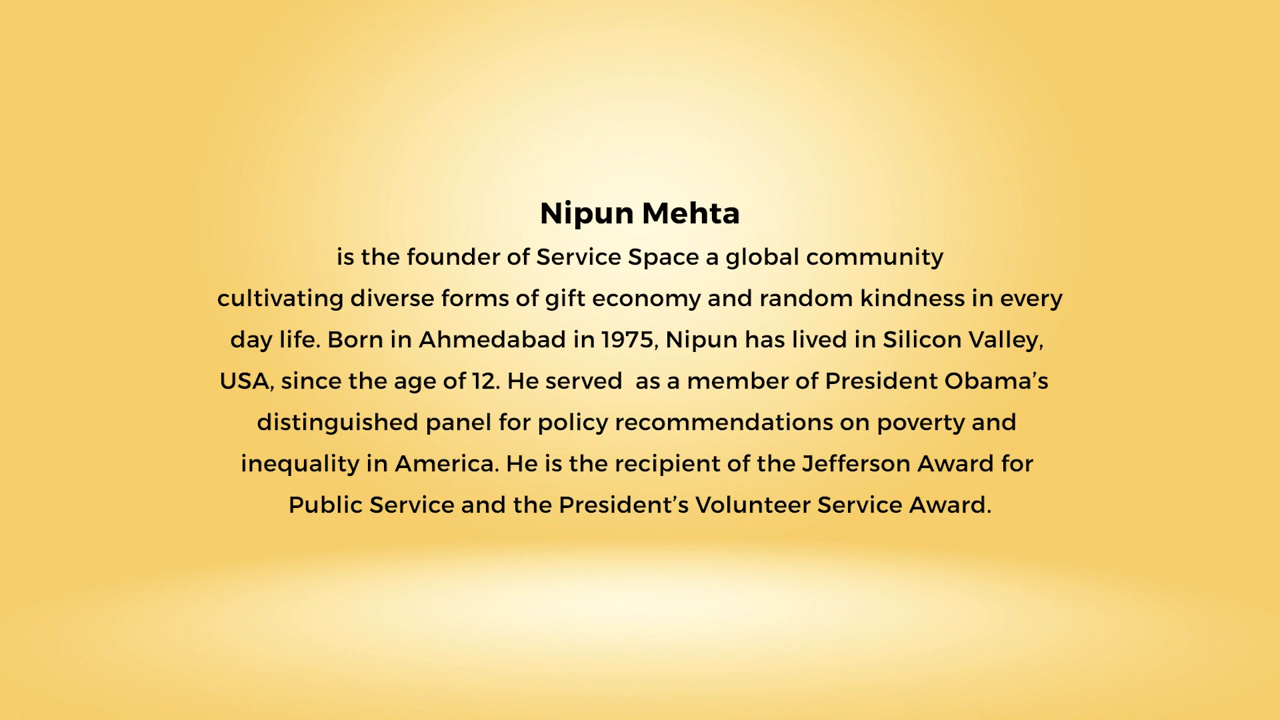 Nipun Mehta
is the founder of Service Space a global community
cultivating diverse forms of gift economy and random kindness in every
day life. Born in Ahmedabad in 1975, Nipun has lived in Silicon Valley,
USA, since the age of 12. He served  as a member of President Obama’s
distinguished panel for policy recommendations on poverty and
inequality in America. He is the recipient of the Jefferson Award for
Public Service and the President’s Volunteer Service Award.